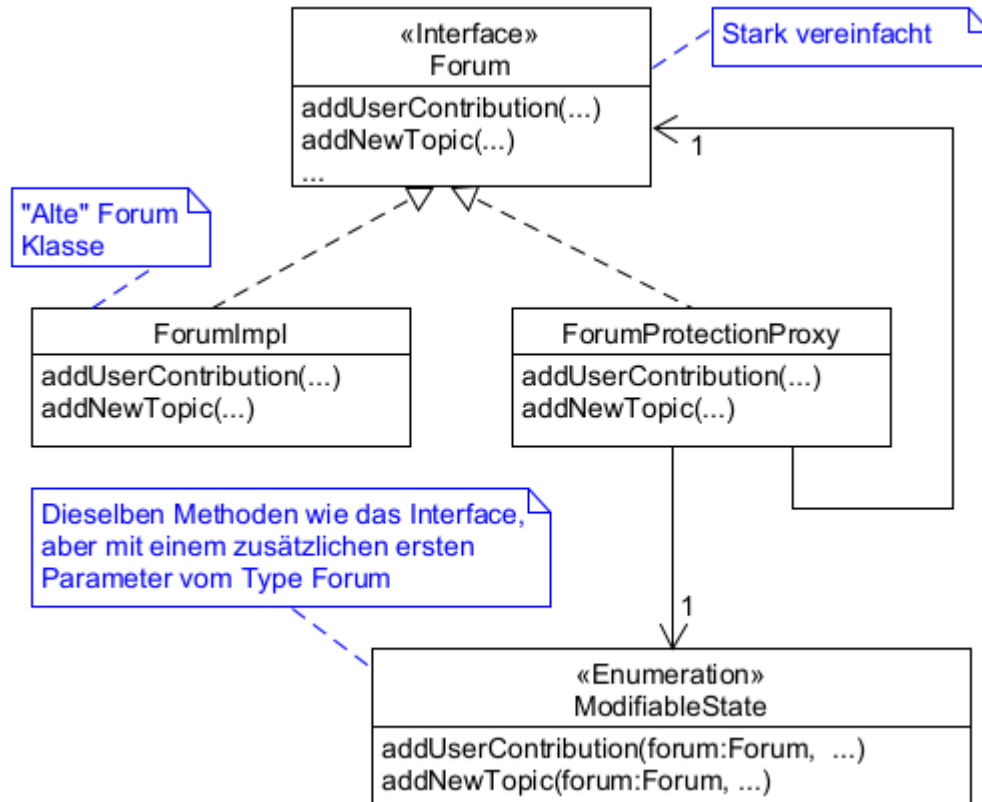 «Interface»
Forum
addUserContribution(...)
addNewTopic(...)
...
Stark vereinfacht
1
"Alte" Forum
Klasse
ForumImpl
addUserContribution(...)
addNewTopic(...)
ForumProtectionProxy
addUserContribution(...)
addNewTopic(...)
Dieselben Methoden wie das Interface,
aber mit einem zusätzlichen ersten
Parameter vom Type Forum
1
«Enumeration»
ModifiableState
addUserContribution(forum:Forum, ...)
addNewTopic(forum:Forum, ...)